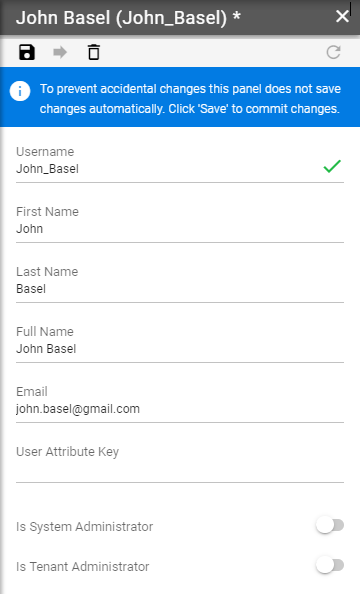 John Basel (John_Basel) *
To prevent accidental changes this panel does not save
changes automatically. Click 'Save' to commit changes.
Username
John_Basel
First Name
John
Last Name
Basel
Full Name
John Basel
Email
john.basel@gmail.com
User Attribute Key
Is System Administrator
Is Tenant Administrator